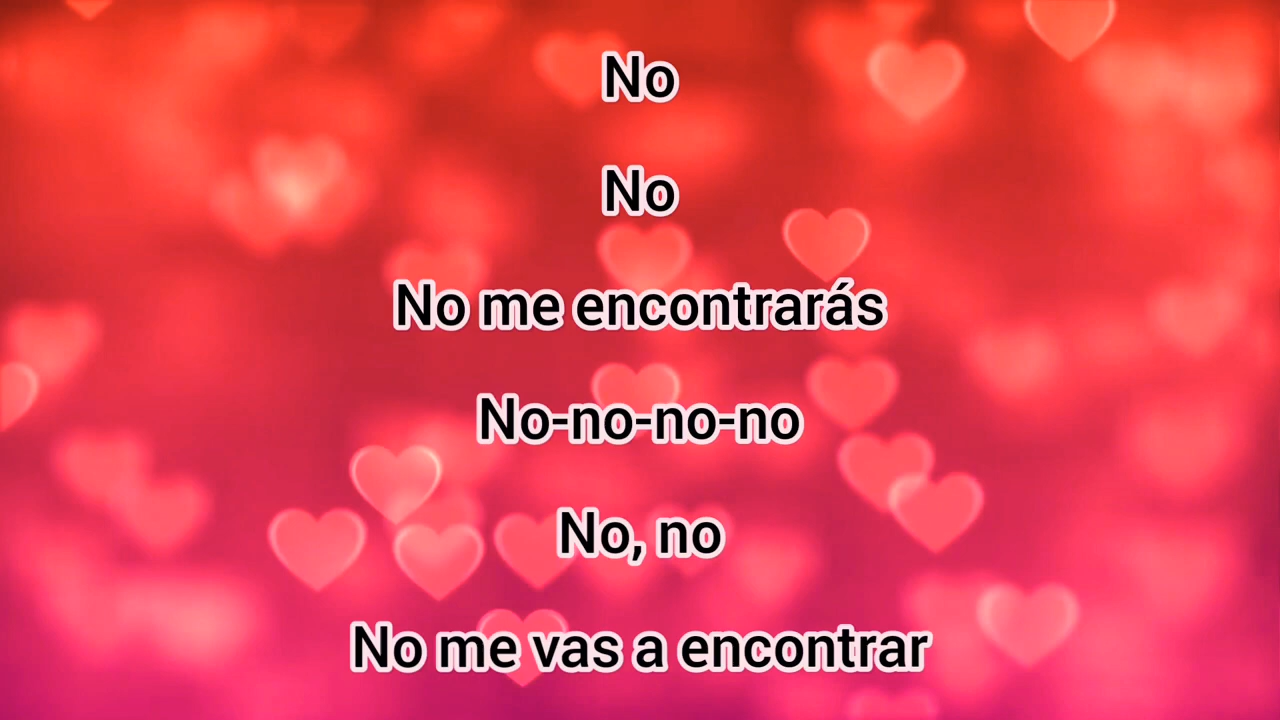 No
No
No me encontrarás
No-no-no-no
No, no
No me vas a encontrar